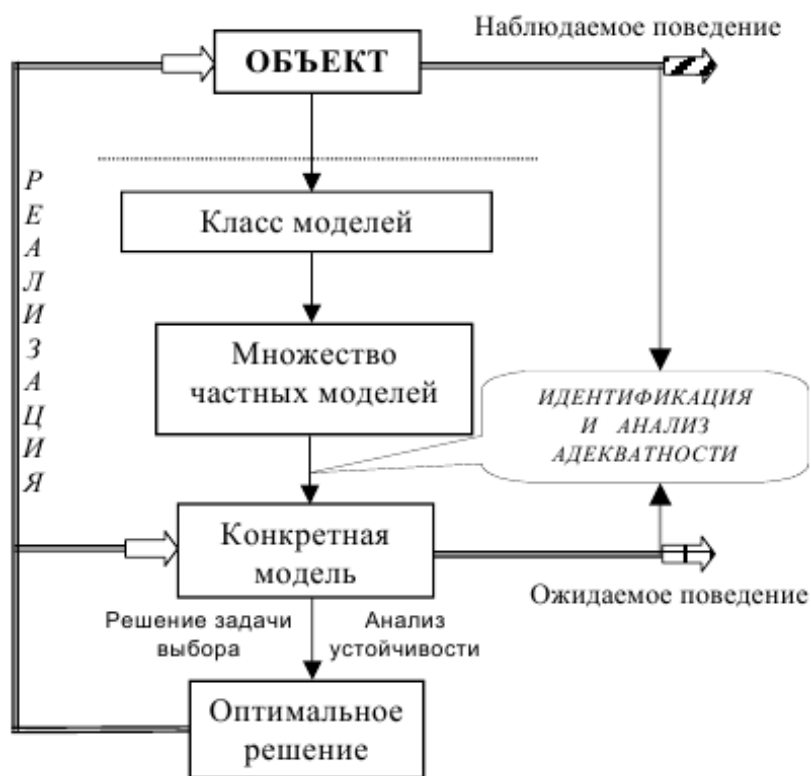 Наблюдаемое поведение
ОБЪЕКТ
РЕАЛИЗАЦИЯ
Класс моделей
Множество
частных моделей
ИДЕНТИФИКАЦИЯ
И АНАЛИЗ
АДЕКВАТНОСТИ
Конкретная
модель
Ожидаемое поведение
Решение задачи
выбора
Анализ
устойчивости
Оптимальное
решение